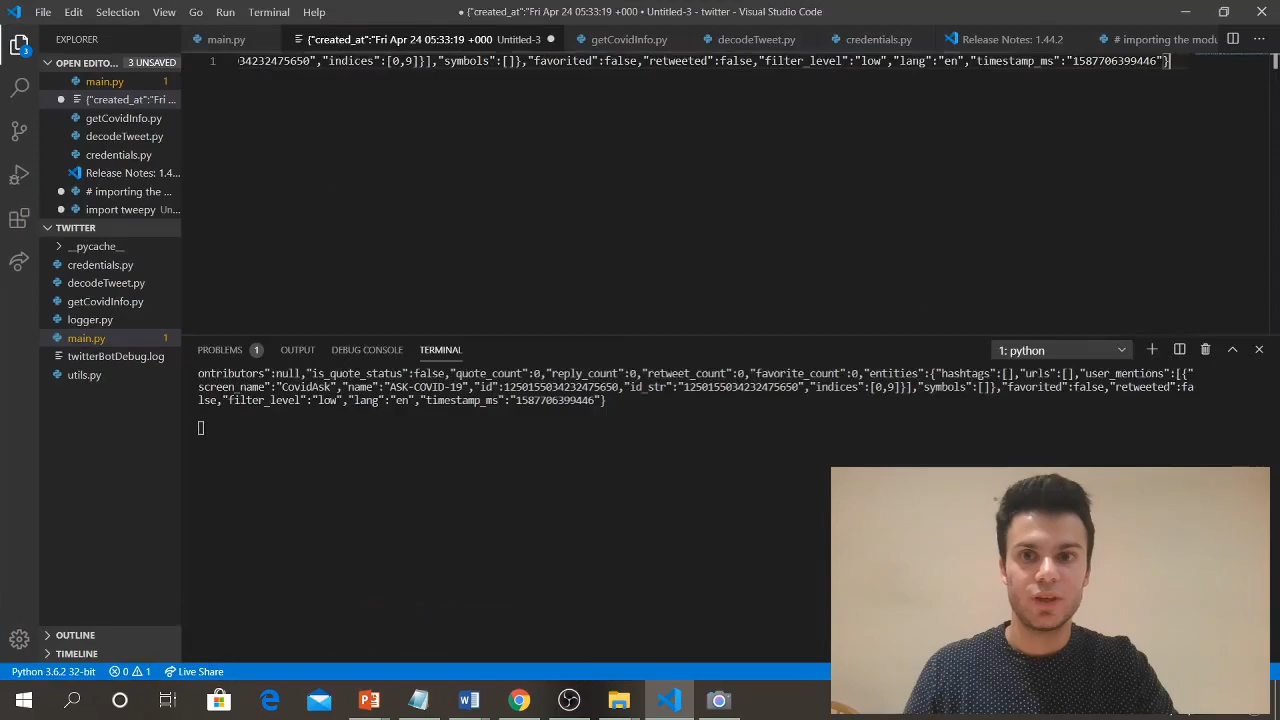 File Edit Selection View Go Run Terminal Help
● {"created_at":"Fri Apr 24 05:33:19 +000 • Untitled-3 - twitter - Visual Studio Code
EXPLORER
main.py
{"created_at":"Fri Apr 24 05:33:19 +000 Untitled-3 ●
getCovidInfo.py
decodeTweet.py
credentials.py
Release Notes: 1.44.2
# importing the modu
OPEN EDITO... 3 UNSAVED
main.py 1
{"created_at":"Fri ...
getCovidInfo.py
decodeTweet.py
credentials.py
Release Notes: 1.4...
# importing the ...
import tweepy Un...
TWITTER
__pycache__
credentials.py
decodeTweet.py
getCovidInfo.py
logger.py
main.py 1
twitterBotDebug.log
utils.py
OUTLINE
TIMELINE
1 34232475650","indices":[0,9]}],"symbols":[]},"favorited":false,"retweeted":false,"filter_level":"low","lang":"en","timestamp_ms":"1587706399446"}
PROBLEMS 1 OUTPUT DEBUG CONSOLE TERMINAL 1: python
ontributors":null,"is_quote_status":false,"quote_count":0,"reply_count":0,"retweet_count":0,"favorite_count":0,"entities":{"hashtags":[],"urls":[],"user_mentions":[{"
screen_name":"CovidAsk","name":"ASK-COVID-19","id":1250155034232475650,"id_str":"1250155034232475650","indices":[0,9]}],"symbols":[]},"favorited":false,"retweeted":fa
lse,"filter_level":"low","lang":"en","timestamp_ms":"1587706399446"}
Python 3.6.2 32-bit 0 1 Live Share